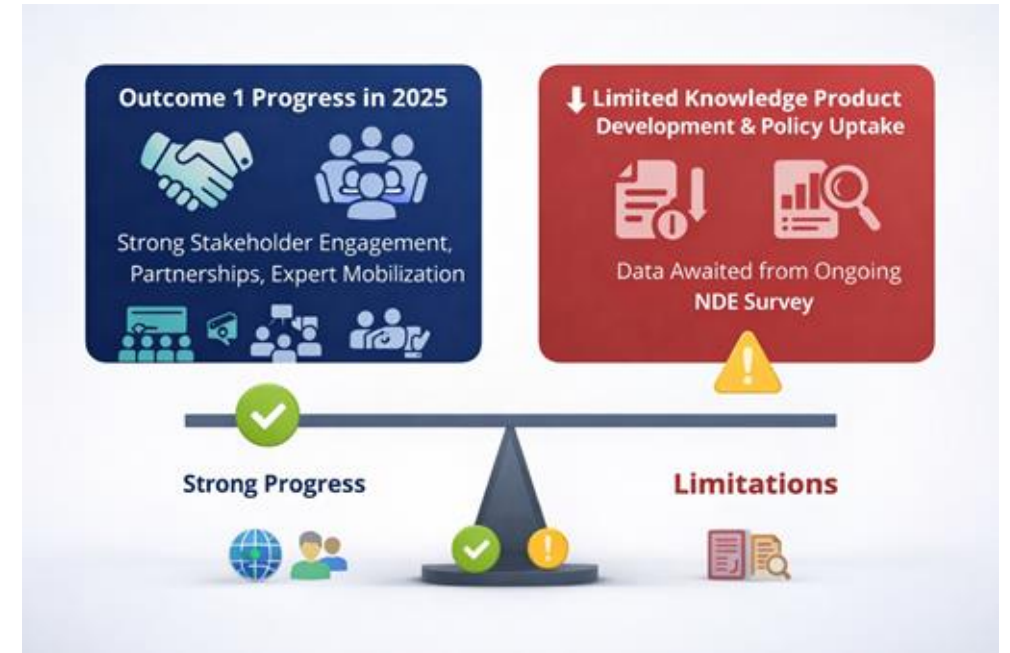 Outcome 1 Progress in 2025
Strong Stakeholder Engagement,
Partnerships, Expert Mobilization
Limited Knowledge Product
Development & Policy Uptake
Data Awaited from Ongoing
NDE Survey
Strong Progress
Limitations